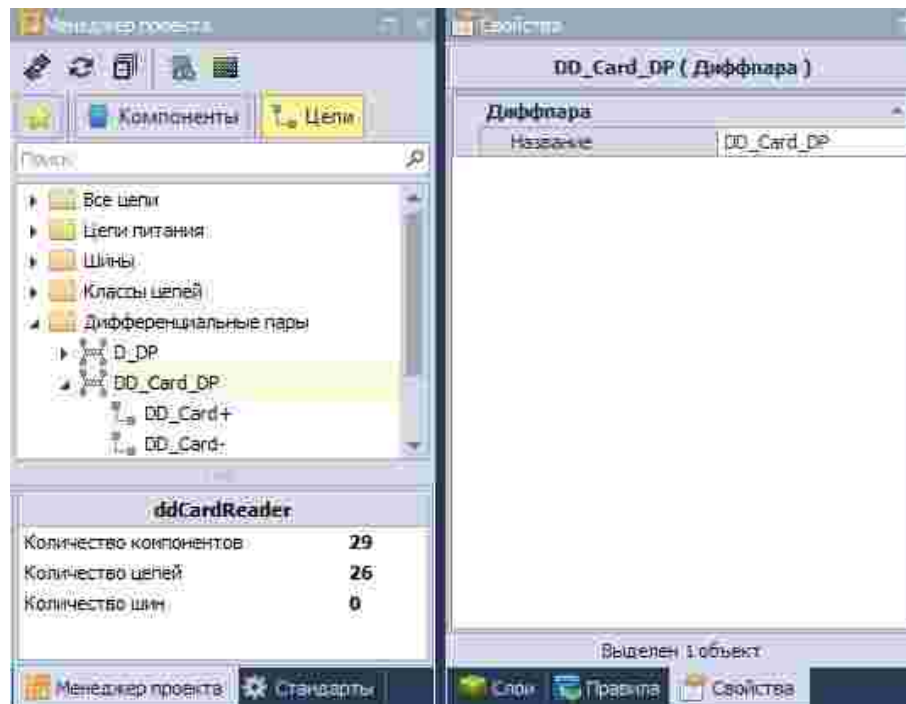 Менеджер проекта
Компоненты
Цепи
Поиск
Все цепи
Цепи питания
Шины
Классы цепей
Дифференциальные пары
D_DP
DD_Card_DP
DD_Card+
DD_Card-
ddCardReader
Количество компонентов 29
Количество цепей 26
Количество шин 0
Менеджер проекта
Стандарты
Свойства
DD_Card_DP ( Диффпара )
Диффпара
Название DD_Card_DP
Выделен 1 объект
Слои
Правила
Свойства